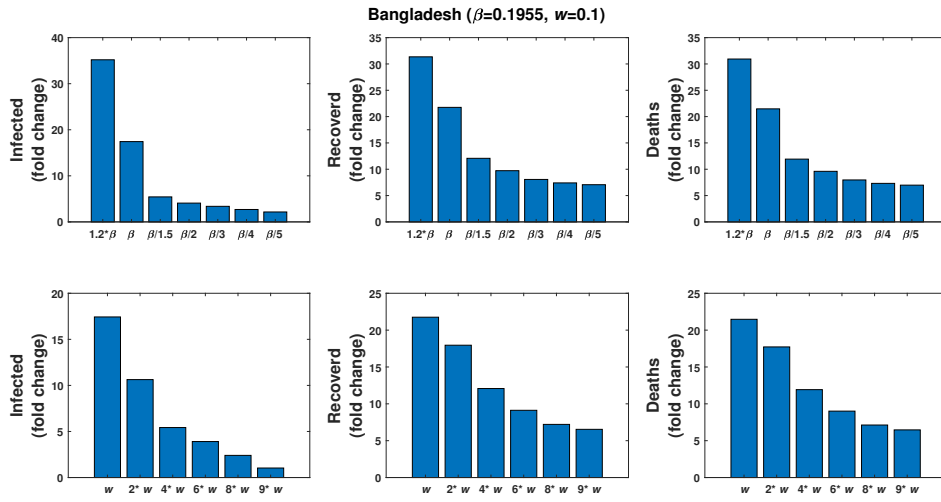 Bangladesh (β=0.1955, w=0.1)
Infected
(fold change)
40
30
20
10
0
1.2*β β β/1.5 β/2 β/3 β/4 β/5
Recoverd
(fold change)
35
30
25
20
15
10
5
0
1.2*β β β/1.5 β/2 β/3 β/4 β/5
Deaths
(fold change)
35
30
25
20
15
10
5
0
1.2*β β β/1.5 β/2 β/3 β/4 β/5
Infected
(fold change)
20
15
10
5
0
w 2* w 4* w 6* w 8* w 9* w
Recoverd
(fold change)
25
20
15
10
5
0
w 2* w 4* w 6* w 8* w 9* w
Deaths
(fold change)
25
20
15
10
5
0
w 2* w 4* w 6* w 8* w 9* w